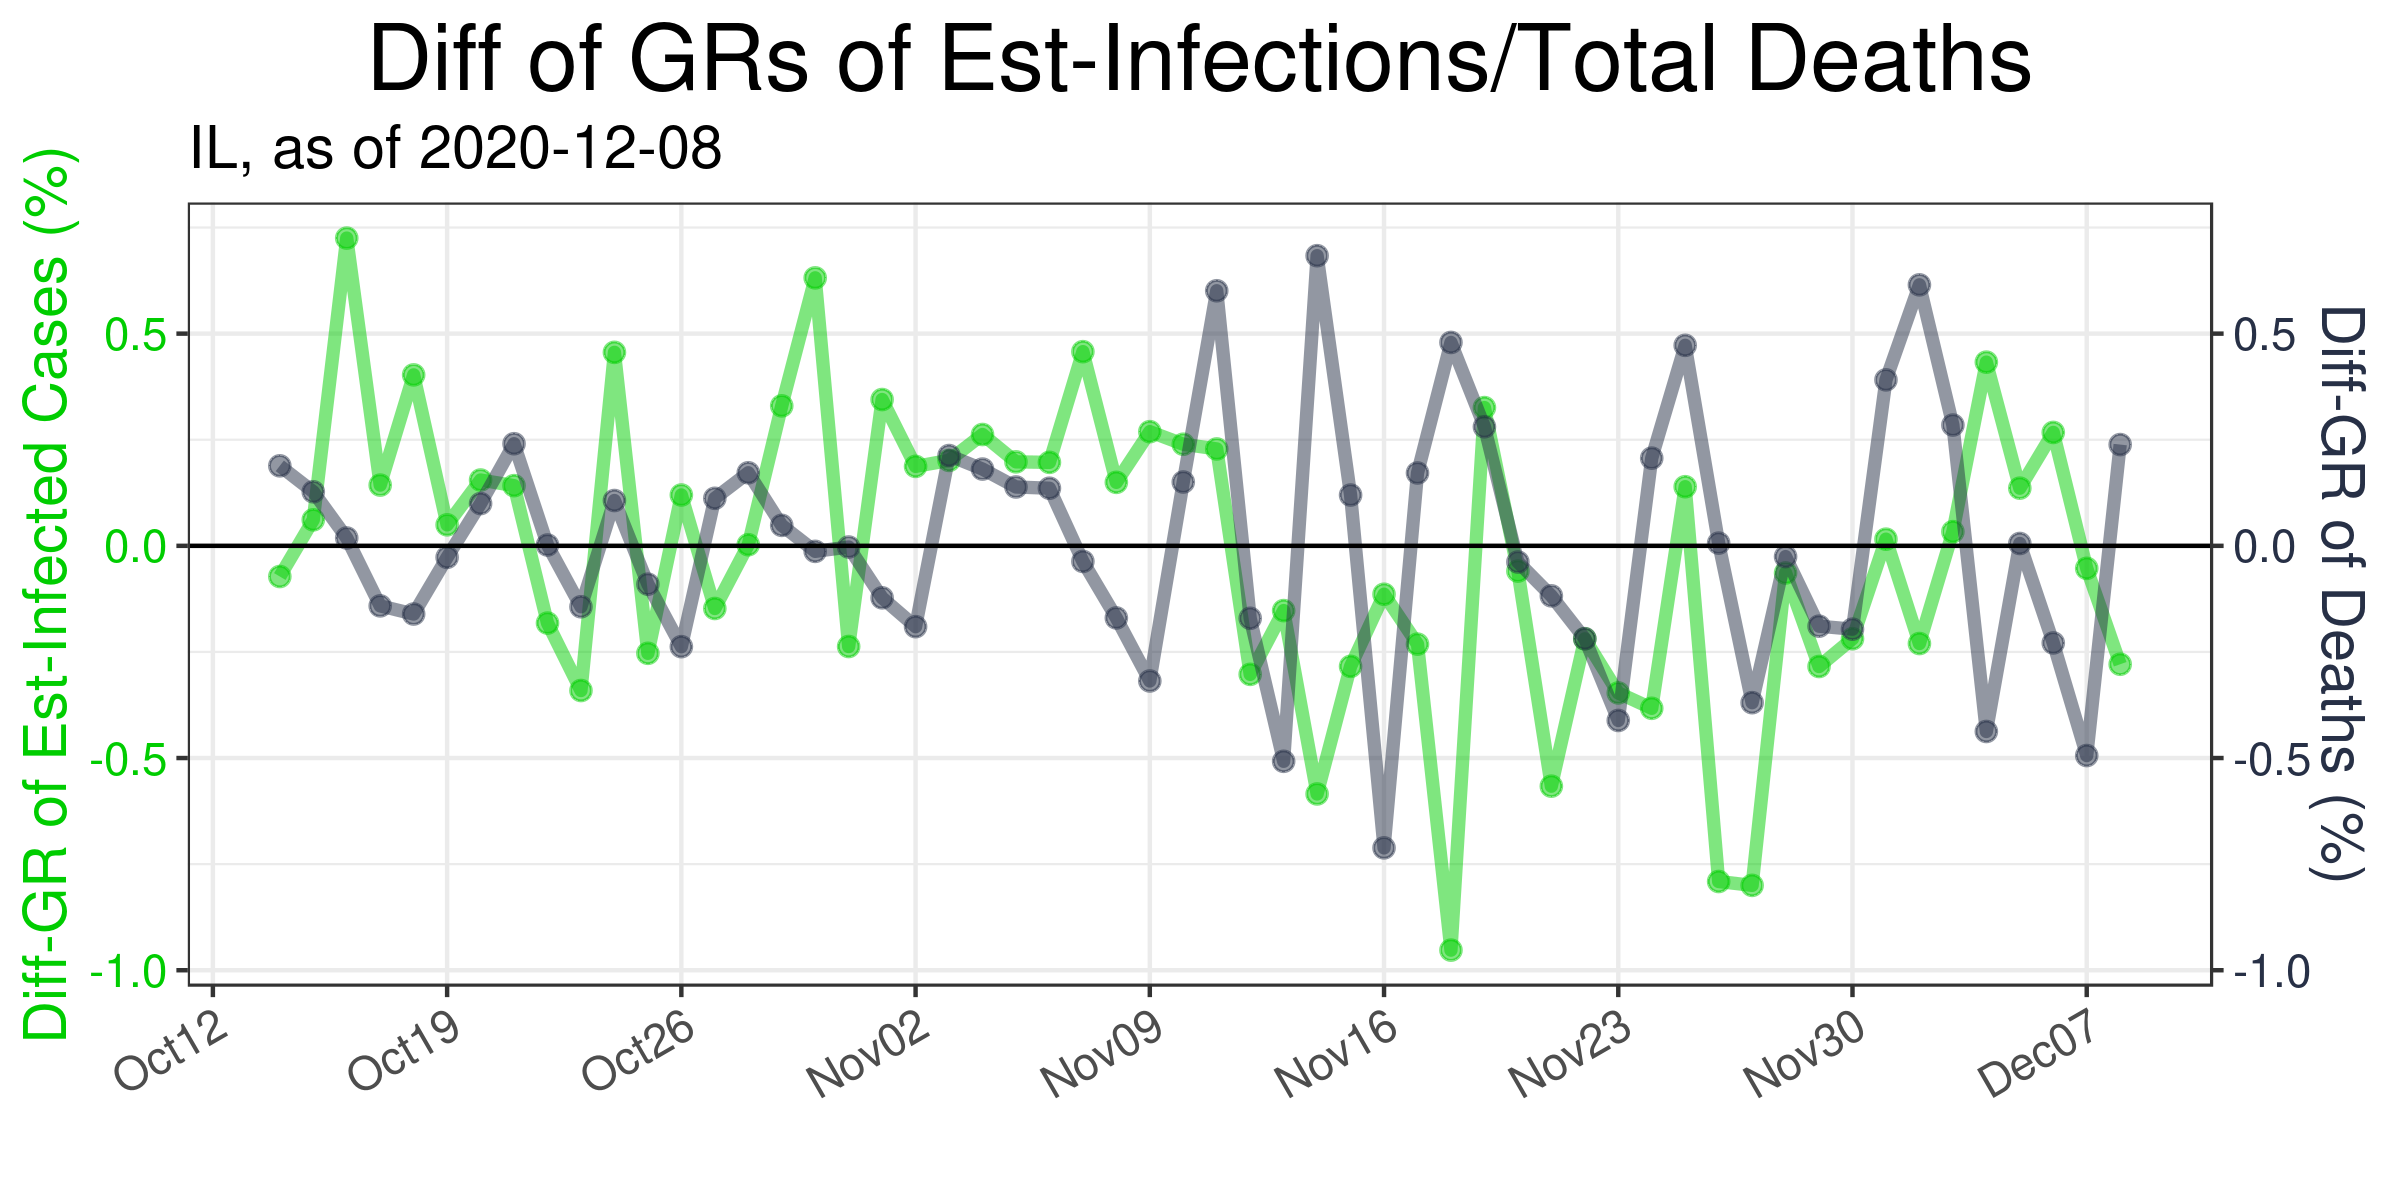 Diff of GRs of Est-Infections/Total Deaths
IL, as of 2020-12-08
Diff-GR of Est-Infected Cases (%)
0.5
0.0
-0.5
-1.0
0.5
0.0
-0.5
-1.0
Diff-GR of Deaths (%)
Oct12
Oct19
Oct26
Nov02
Nov09
Nov16
Nov23
Nov30
Dec07